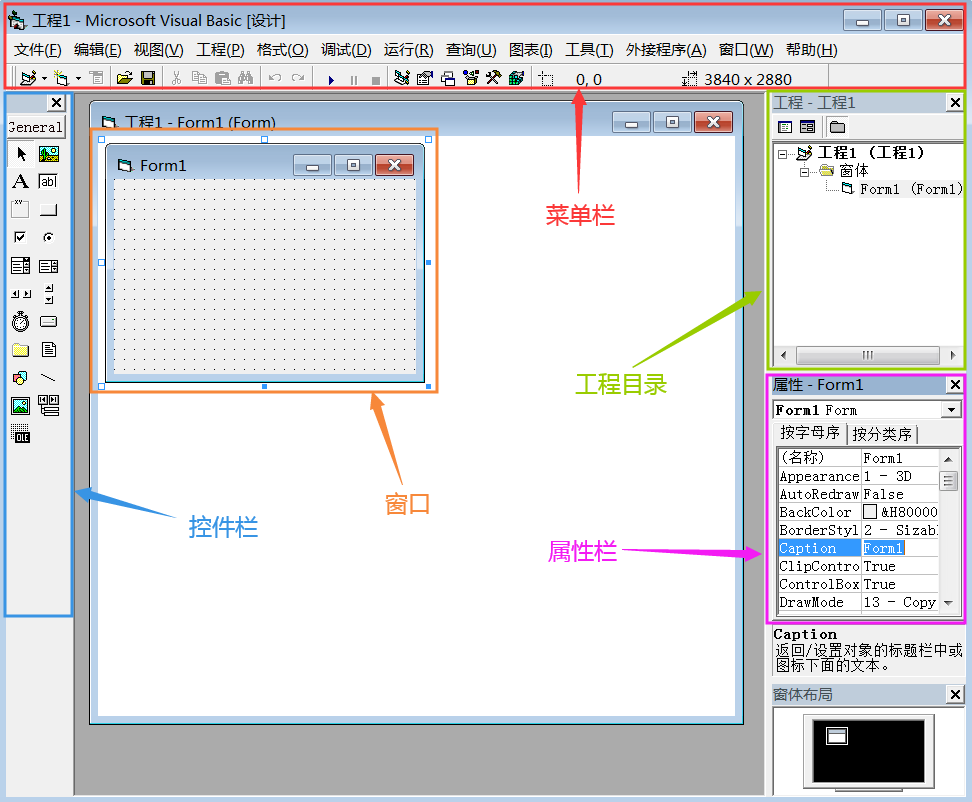 工程1 - Microsoft Visual Basic [设计]
文件(F) 编辑(E) 视图(V) 工程(P) 格式(O) 调试(D) 运行(R) 查询(U) 图表(I) 工具(T) 外接程序(A) 窗口(W) 帮助(H)
0, 0 3840 x 2880
General
A
ab
xy
OLE
工程1 - Form1 (Form)
Form1
菜单栏
工程目录
窗口
控件栏
属性栏
工程 - 工程1
工程1 (工程1)
窗体
Form1 (Form1)
属性 - Form1
Form1 Form
按字母序 按分类序
(名称) Form1
Appearance 1 - 3D
AutoRedraw False
BackColor &H80000
BorderStyl 2 - Sizab
Caption Form1
ClipContro True
ControlBox True
DrawMode 13 - Copy
Caption
返回/设置对象的标题栏中或
图标下面的文本。
窗体布局